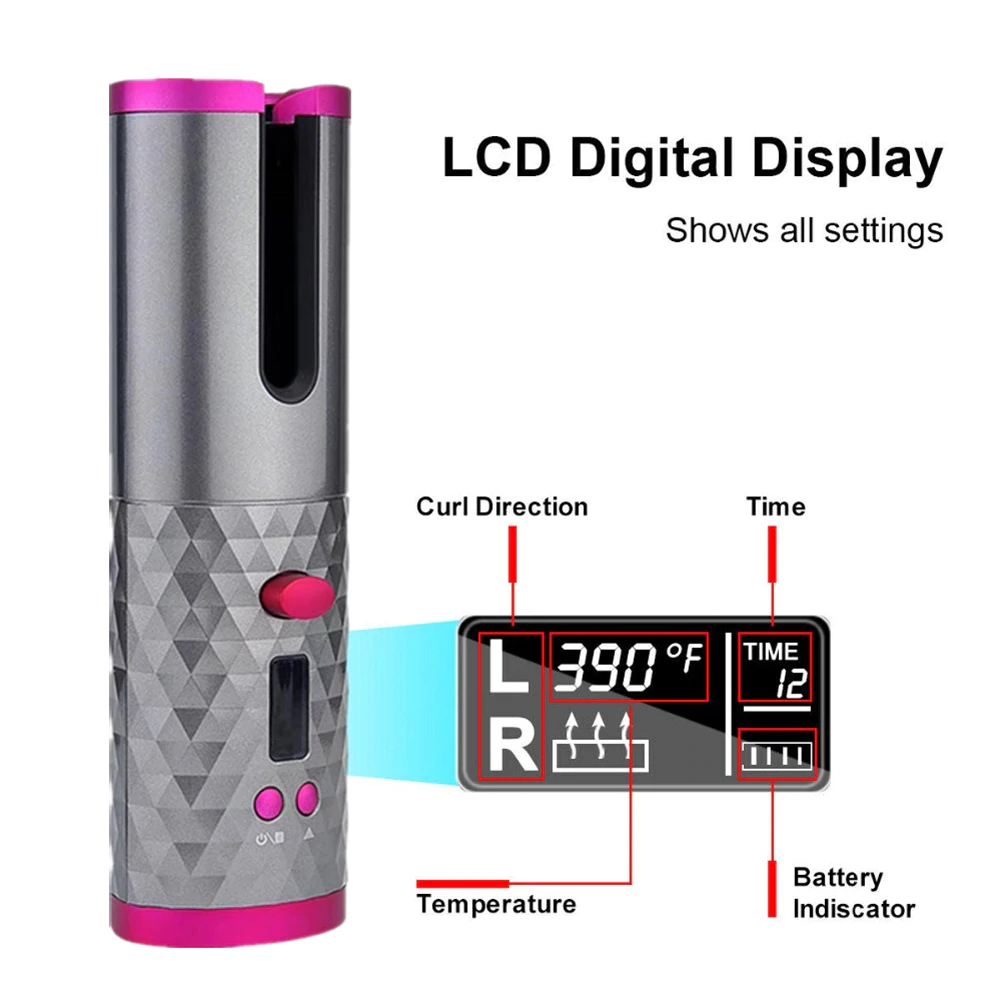 LCD Digital Display
Shows all settings
Curl Direction
Time
L
390 °F
TIME
12
R
Temperature
Battery
Indiscator